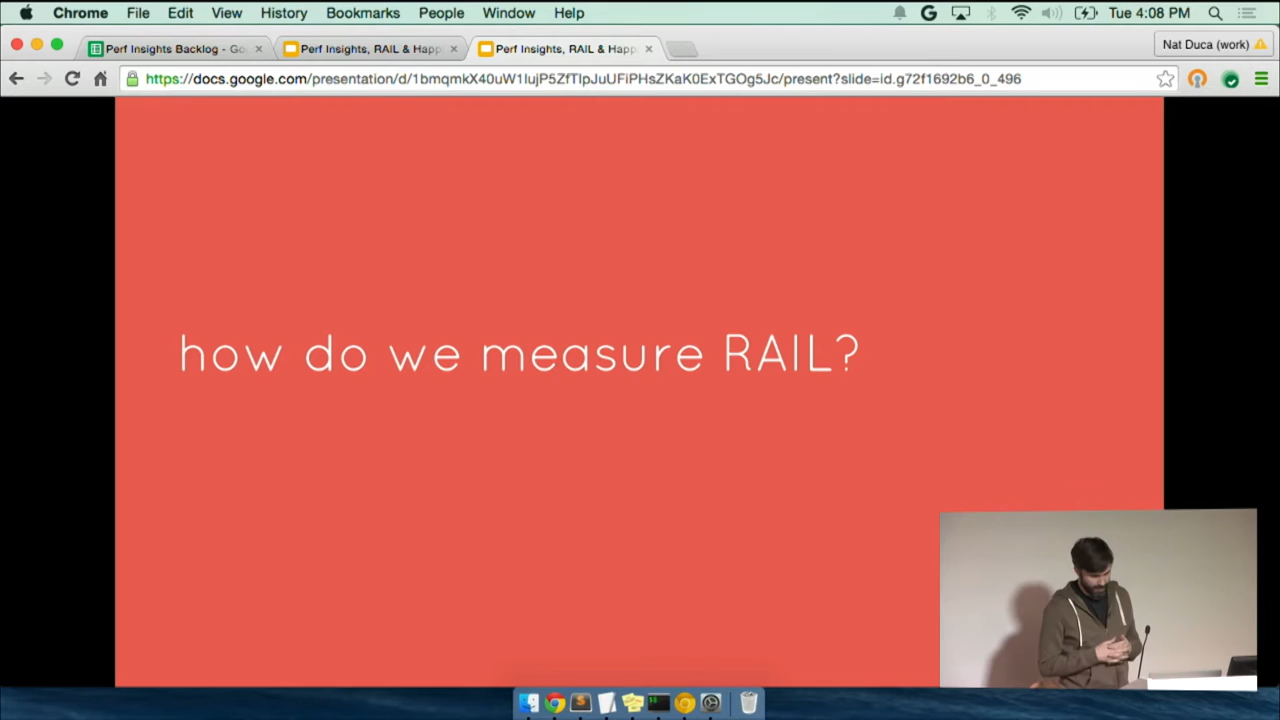 Chrome File Edit View History Bookmarks People Window Help Tue 4:08 PM
Perf Insights Backlog - Go
Perf Insights, RAIL & Happ
Perf Insights, RAIL & Happ
Nat Duca (work)
https://docs.google.com/presentation/d/1bmqmkX40uW1lujP5ZfTlpJuUFiPHsZKaK0ExTGOg5Jc/present?slide=id.g72f1692b6_0_496
how do we measure RAIL?